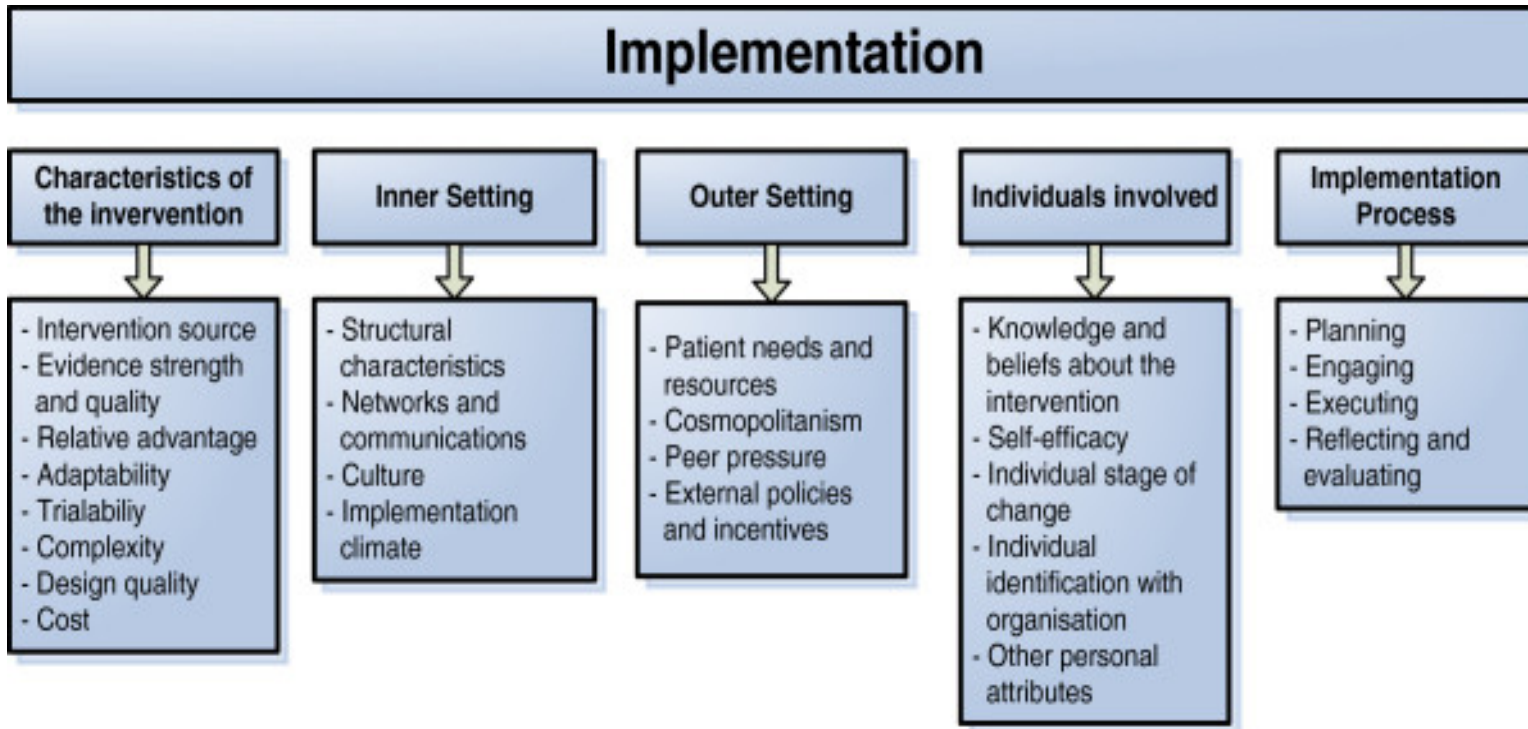 Implementation
Characteristics of
the invervention
- Intervention source
- Evidence strength
and quality
- Relative advantage
- Adaptability
- Trialabiliy
- Complexity
- Design quality
- Cost
Inner Setting
- Structural
characteristics
- Networks and
communications
- Culture
- Implementation
climate
Outer Setting
- Patient needs and
resources
- Cosmopolitanism
- Peer pressure
- External policies
and incentives
Individuals involved
- Knowledge and
beliefs about the
intervention
- Self-efficacy
- Individual stage of
change
- Individual
identification with
organisation
- Other personal
attributes
Implementation
Process
- Planning
- Engaging
- Executing
- Reflecting and
evaluating